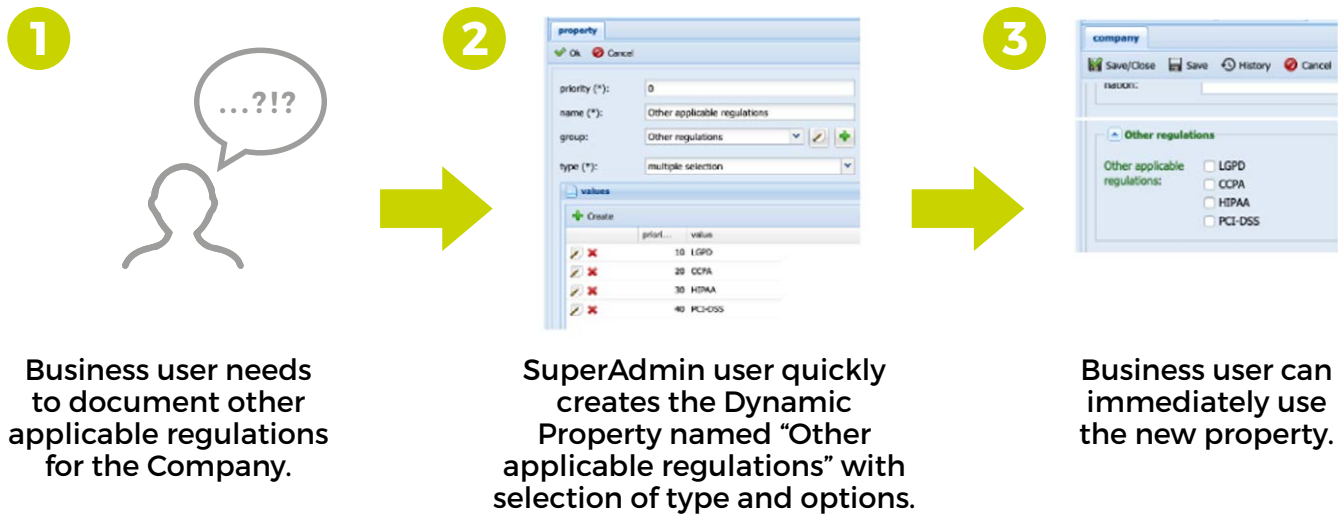 1
...?!?
Business user needs
to document other
applicable regulations
for the Company.
2
property
Ok Cancel
priority (*): 0
name (*): Other applicable regulations
group: Other regulations
type (*): multiple selection
values
Create
priori... value
10 LGPD
20 CCPA
30 HIPAA
40 PCI-DSS
SuperAdmin user quickly
creates the Dynamic
Property named “Other
applicable regulations” with
selection of type and options.
3
company
Save/Close Save History Cancel
nation:
Other regulations
Other applicable
regulations:
LGPD
CCPA
HIPAA
PCI-DSS
Business user can
immediately use
the new property.